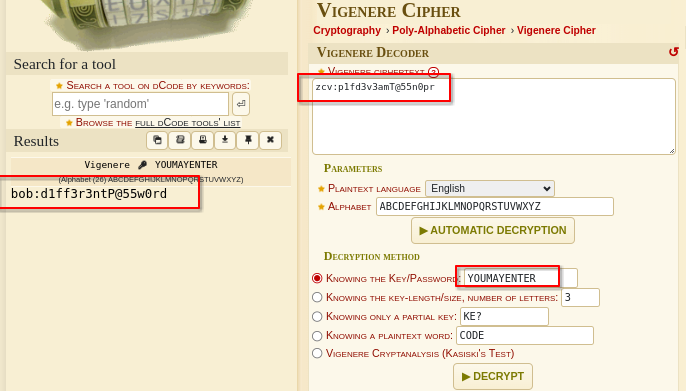 Search for a tool
★ Search a tool on dCode by keywords:
e.g. type 'random'
★ Browse the full dCode tools' list
Results
Vigenere YOUMAYENTER
(Alphabet (26) ABCDEFGHIJKLMNOPQRSTUVWXYZ)
bob:d1ff3r3ntP@55w0rd
Vigenere Cipher
Cryptography › Poly-Alphabetic Cipher › Vigenere Cipher
Vigenere Decoder
★ Vigenere ciphertext ?
zcv:p1fd3v3amT@55n0pr
Parameters
★ Plaintext language English
★ Alphabet ABCDEFGHIJKLMNOPQRSTUVWXYZ
▶ AUTOMATIC DECRYPTION
Decryption method
Knowing the Key/Password: YOUMAYENTER
Knowing the key-length/size, number of letters: 3
Knowing only a partial key: KE?
Knowing a plaintext word: CODE
Vigenere Cryptanalysis (Kasiski's Test)
▶ DECRYPT